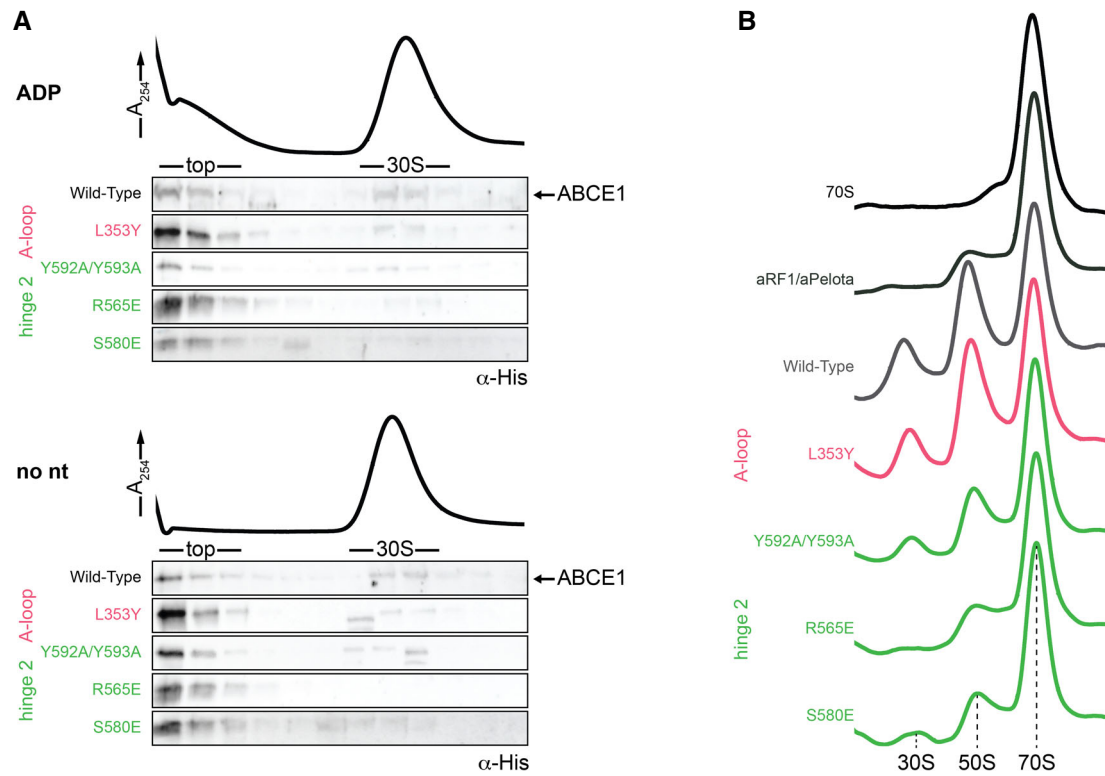 A
ADP
A254
top
30S
Wild-Type
ABCE1
A-loop
L353Y
hinge 2
Y592A/Y593A
R565E
S580E
α-His
no nt
A254
top
30S
Wild-Type
ABCE1
A-loop
L353Y
hinge 2
Y592A/Y593A
R565E
S580E
α-His
B
70S
aRF1/aPelota
Wild-Type
A-loop
L353Y
hinge 2
Y592A/Y593A
R565E
S580E
30S 50S 70S